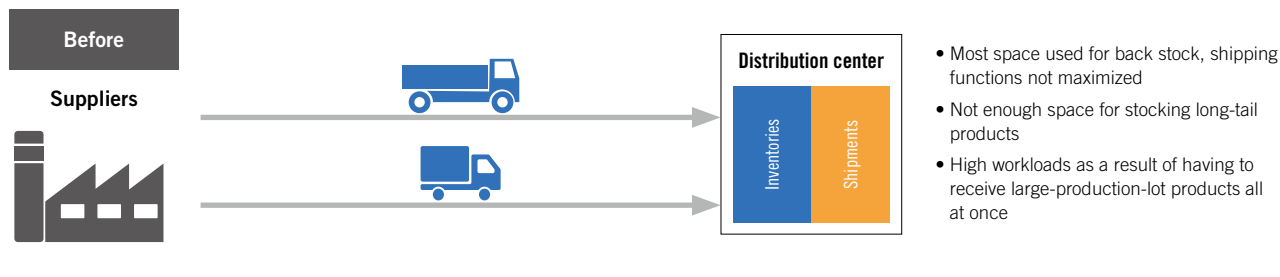 Before
Suppliers
Distribution center
Inventories
Shipments
• Most space used for back stock, shipping
functions not maximized
• Not enough space for stocking long-tail
products
• High workloads as a result of having to
receive large-production-lot products all
at once